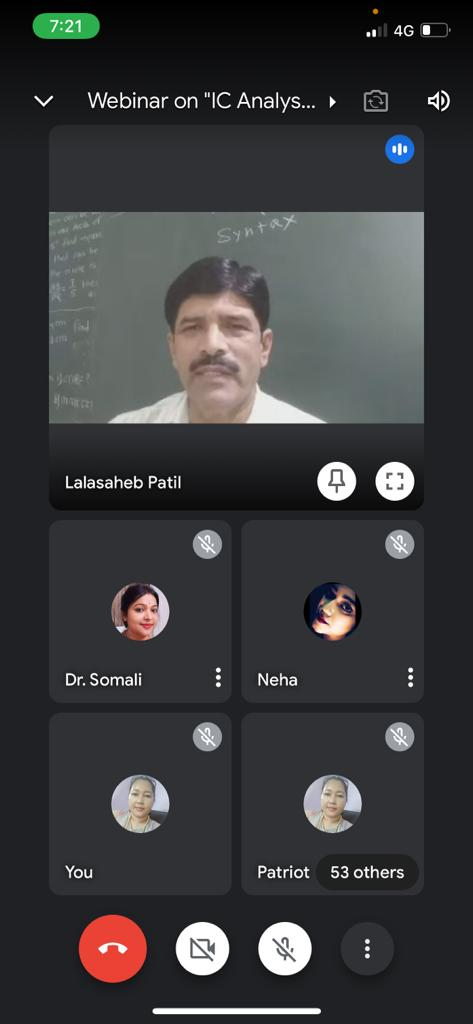 7:21
4G
Webinar on "IC Analys...
Syntax
Lalasaheb Patil
Dr. Somali
Neha
You
Patriot
53 others